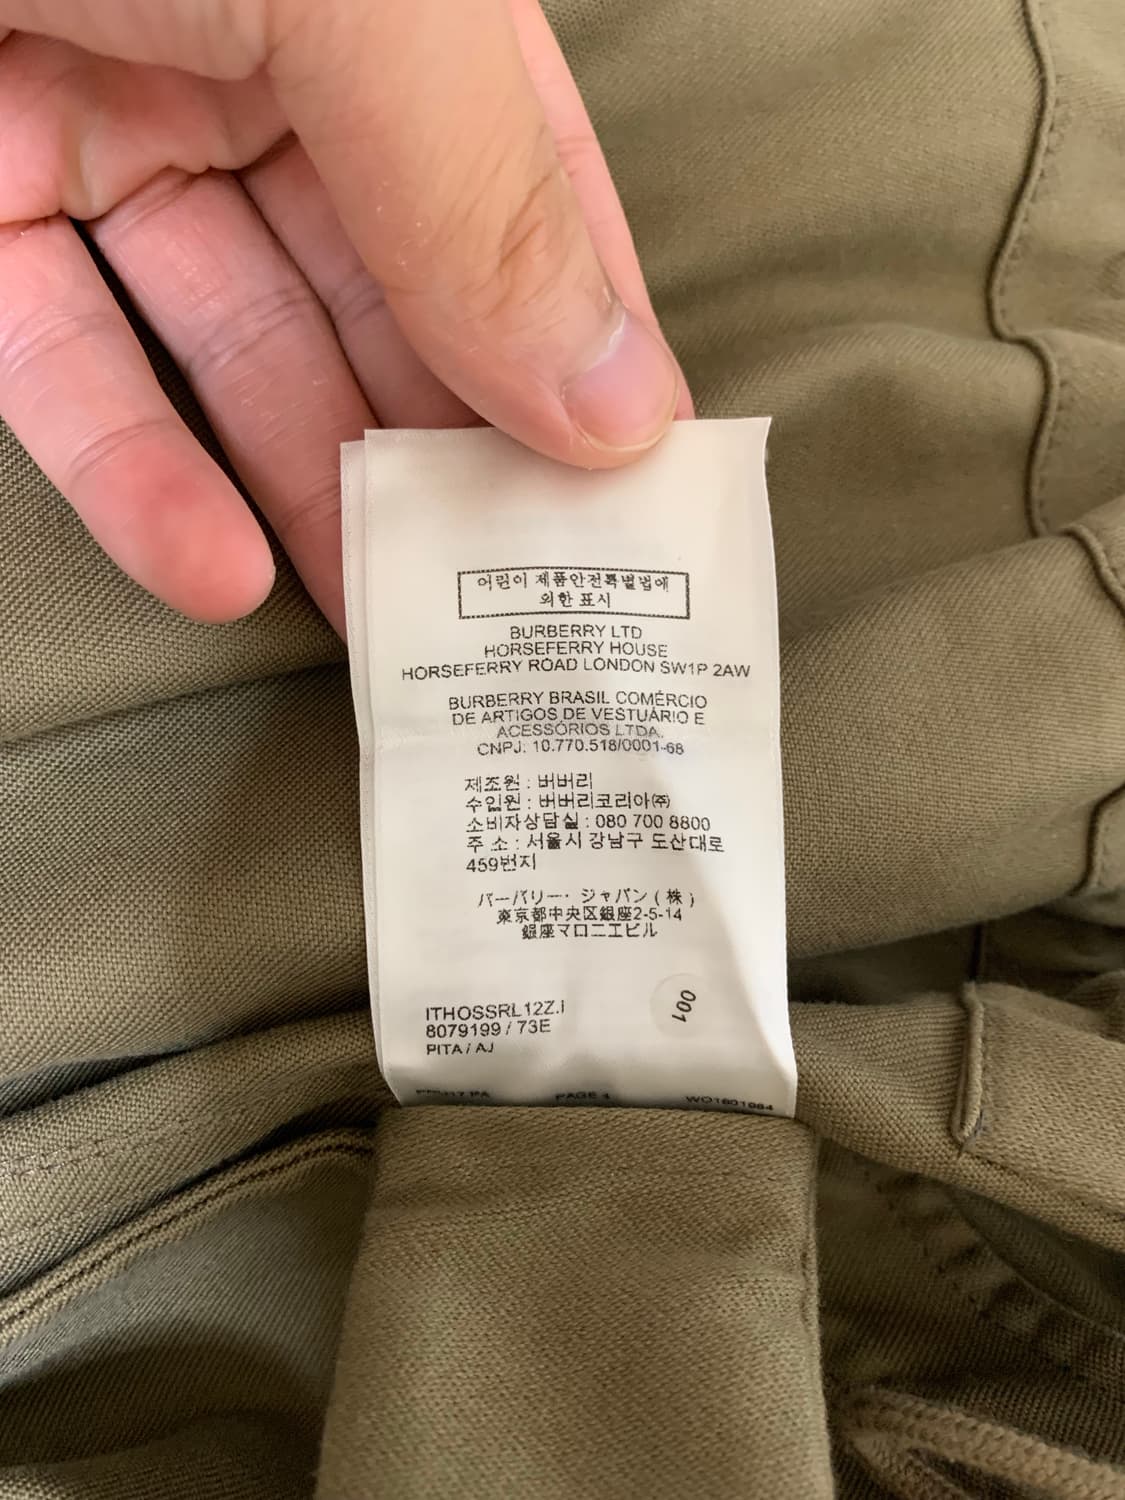 어린이 제품안전특별법에
의한 표시
BURBERRY LTD
HORSEFERRY HOUSE
HORSEFERRY ROAD LONDON SW1P 2AW
BURBERRY BRASIL COMÉRCIO
DE ARTIGOS DE VESTUÁRIO E
ACESSÓRIOS LTDA.
CNPJ: 10.770.518/0001-68
제조원 : 버버리
수입원 : 버버리코리아㈜
소비자상담실 : 080 700 8800
주 소 : 서울시 강남구 도산대로
459번지
バーバリー・ジャパン ( 株 )
東京都中央区銀座2-5-14
銀座マロニエビル
001
ITHOSSRL12Z.I
8079199 / 73E
PITA / AJ
PAGE